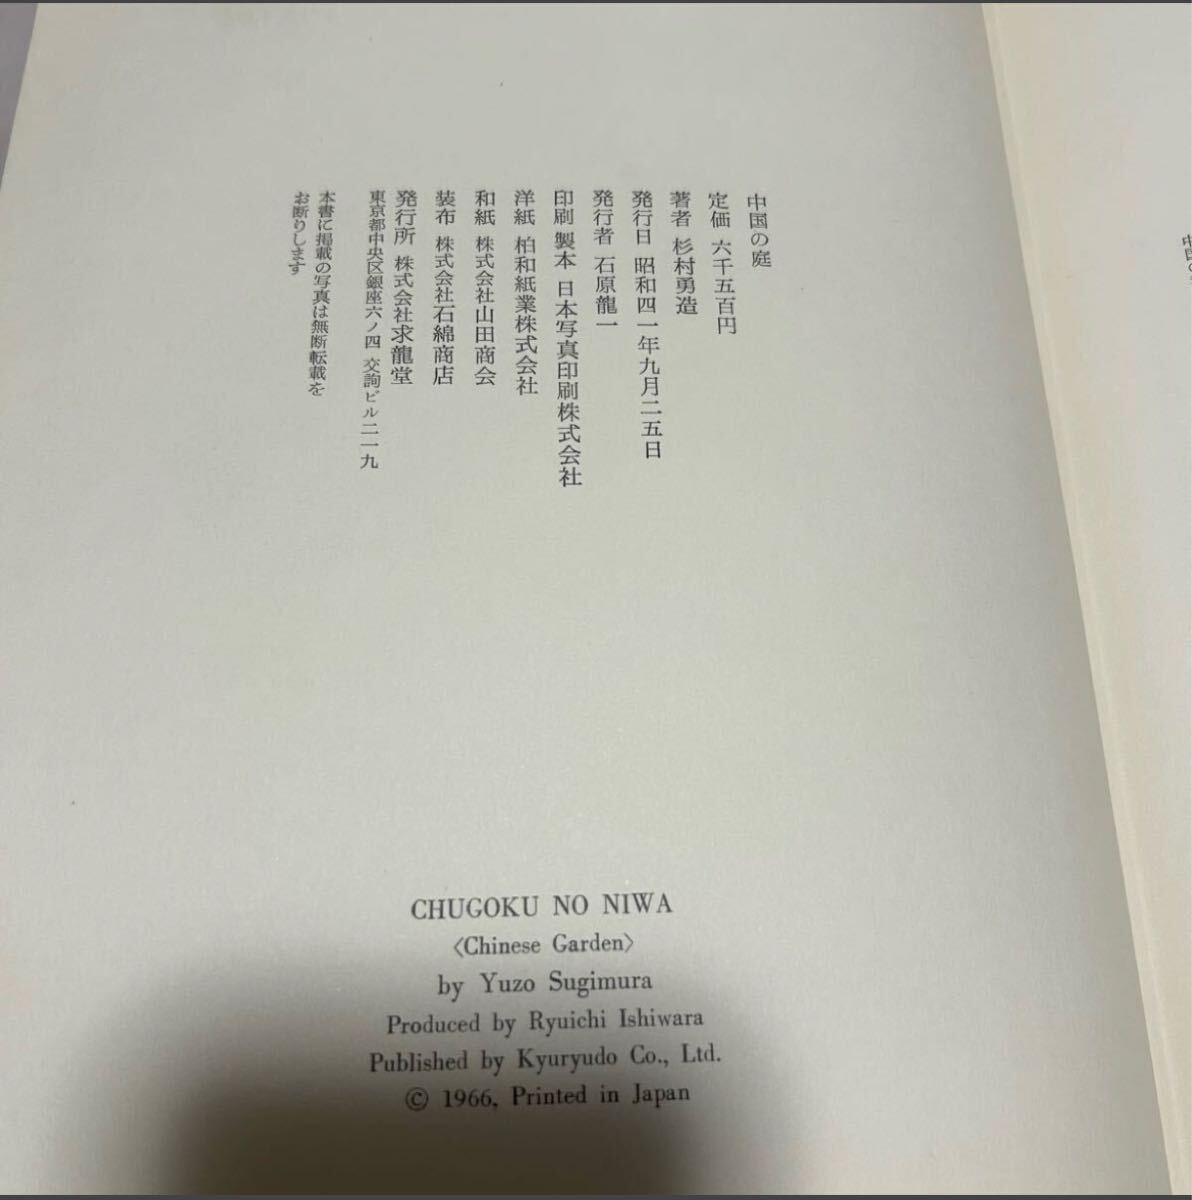 中国の庭
定価 六千五百円
著者 杉村勇造
発行日 昭和四一年九月二五日
発行者 石原龍一
印刷 製本 日本写真印刷株式会社
洋紙 柏和紙業株式会社
和紙 株式会社山田商会
装布 株式会社石綿商店
発行所 株式会社求龍堂
東京都中央区銀座六ノ四 交詢ビル二一九
本書に掲載の写真は無断転載を
お断りします
CHUGOKU NO NIWA
〈Chinese Garden〉
by Yuzo Sugimura
Produced by Ryuichi Ishiwara
Published by Kyuryudo Co., Ltd.
© 1966, Printed in Japan